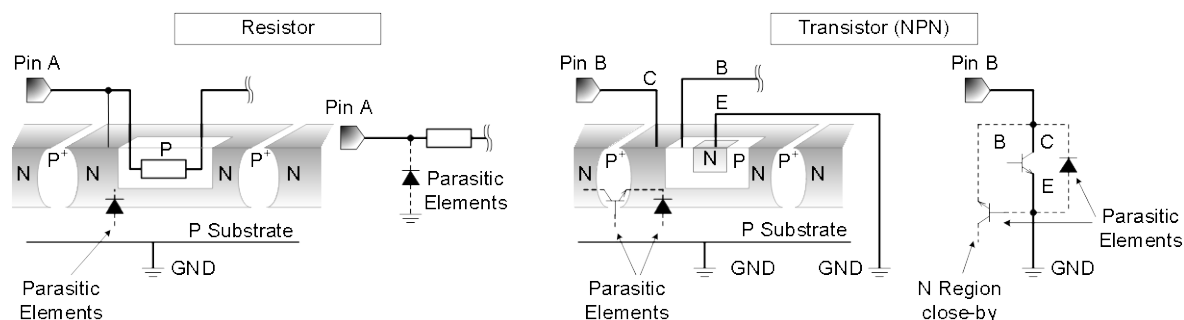 Resistor
Transistor (NPN)
Pin A
Pin B
C
B
E
Pin B
Pin A
N
P+
N
P
N
P+
N
Parasitic
Elements
P Substrate
GND
Parasitic
Elements
N
P+
N
N
P
N
P+
N
P Substrate
GND
GND
Parasitic
Elements
B
C
E
Parasitic
Elements
GND
N Region
close-by